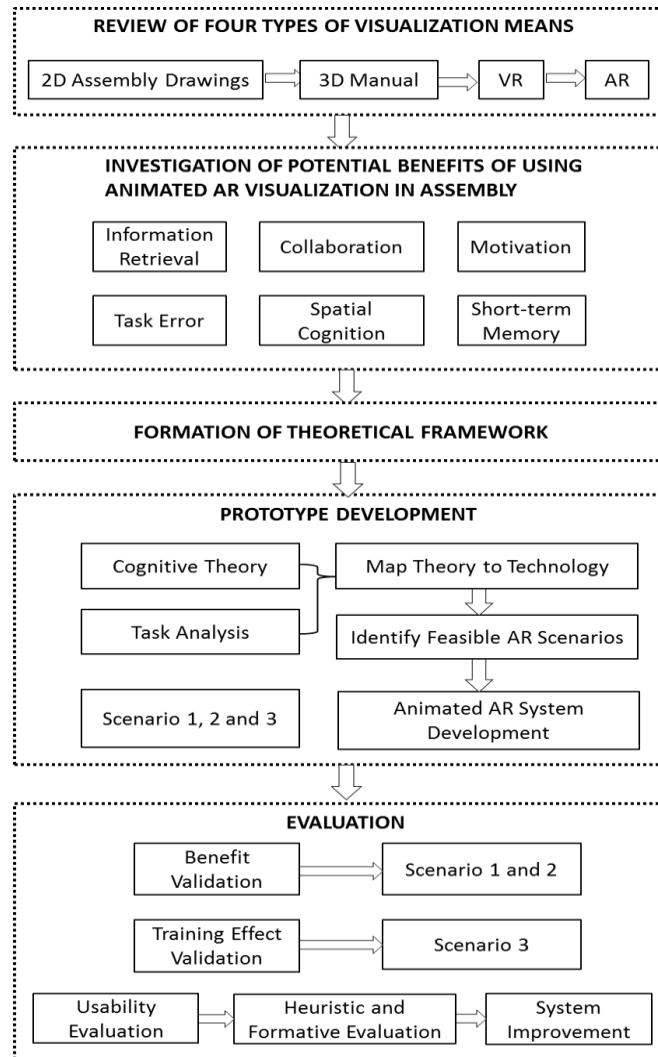 REVIEW OF FOUR TYPES OF VISUALIZATION MEANS
2D Assembly Drawings
3D Manual
VR
AR
INVESTIGATION OF POTENTIAL BENEFITS OF USING
ANIMATED AR VISUALIZATION IN ASSEMBLY
Information
Retrieval
Collaboration
Motivation
Task Error
Spatial
Cognition
Short-term
Memory
FORMATION OF THEORETICAL FRAMEWORK
PROTOTYPE DEVELOPMENT
Cognitive Theory
Map Theory to Technology
Task Analysis
Identify Feasible AR Scenarios
Scenario 1, 2 and 3
Animated AR System
Development
EVALUATION
Benefit
Validation
Scenario 1 and 2
Training Effect
Validation
Scenario 3
Usability
Evaluation
Heuristic and
Formative Evaluation
System
Improvement